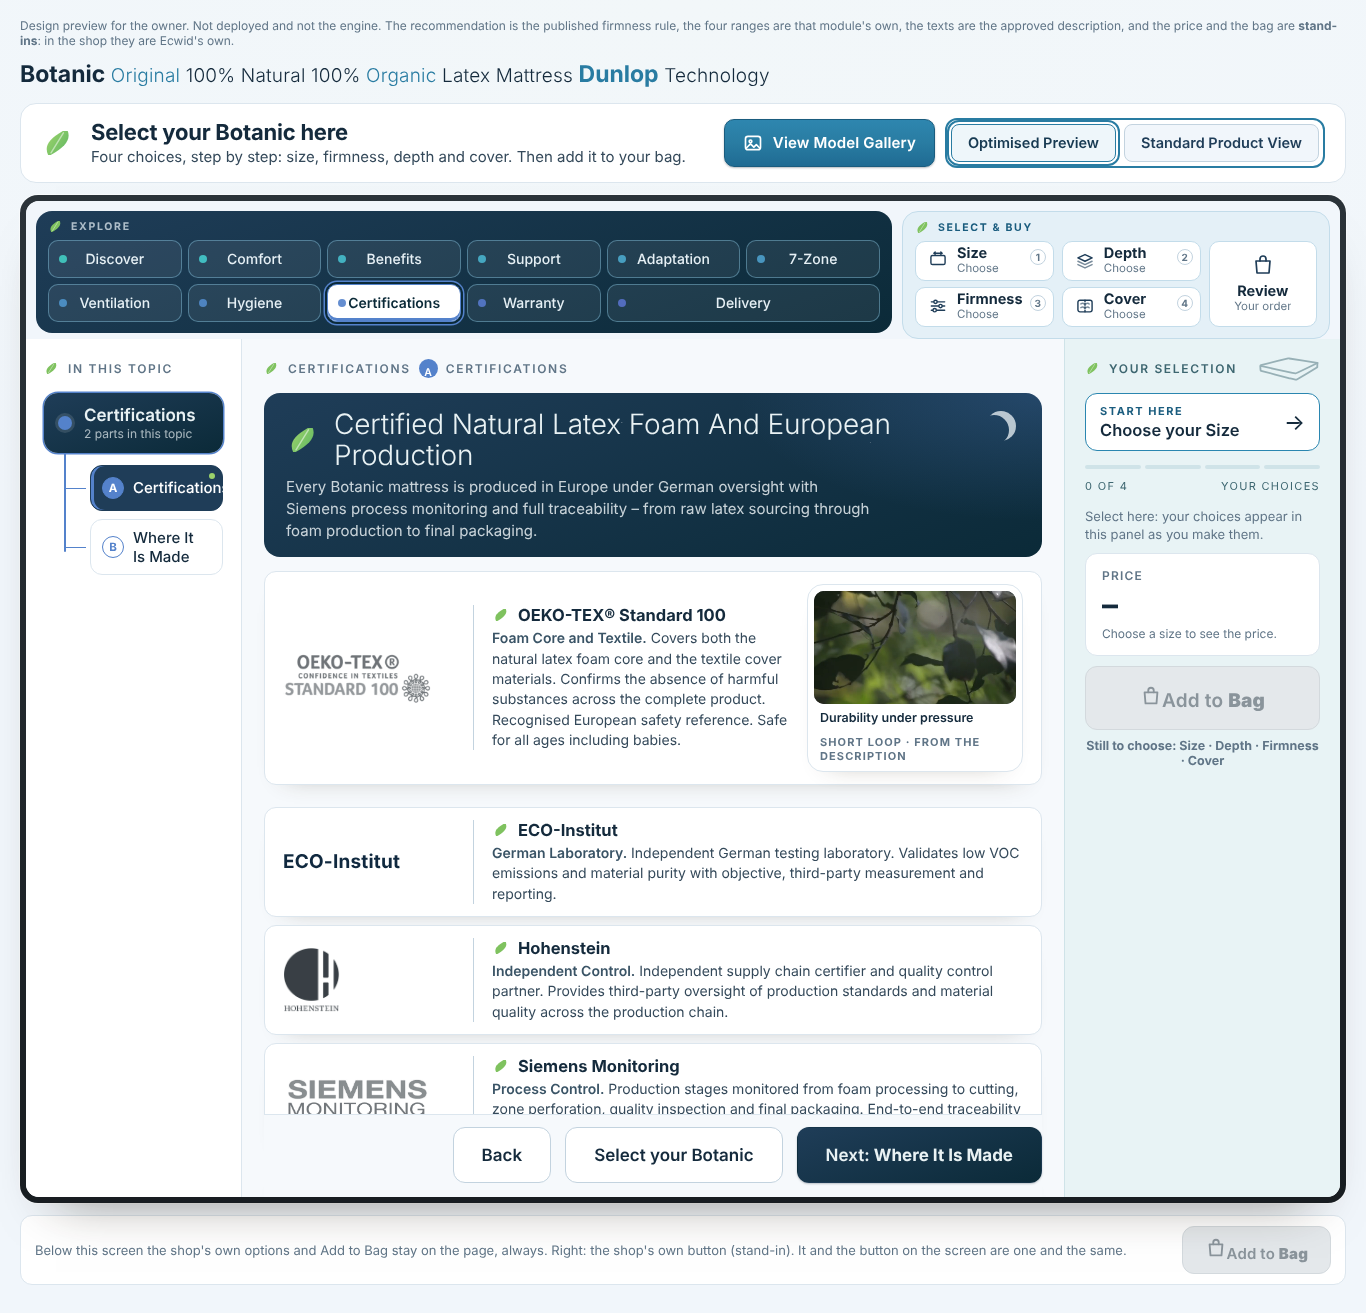 Design preview for the owner. Not deployed and not the engine. The recommendation is the published firmness rule, the four ranges are that module's own, the texts are the approved description, and the price and the bag are stand-
ins: in the shop they are Ecwid's own.
Botanic Original 100% Natural 100% Organic Latex Mattress Dunlop Technology
Select your Botanic here
Four choices, step by step: size, firmness, depth and cover. Then add it to your bag.
View Model Gallery
Optimised Preview
Standard Product View
EXPLORE
Discover
Comfort
Benefits
Support
Adaptation
7-Zone
Ventilation
Hygiene
Certifications
Warranty
Delivery
SELECT & BUY
Size
Choose
1
Depth
Choose
2
Firmness
Choose
3
Cover
Choose
4
Review
Your order
IN THIS TOPIC
Certifications
2 parts in this topic
A
Certifications
B
Where It
Is Made
CERTIFICATIONS A CERTIFICATIONS
Certified Natural Latex Foam And European
Production
Every Botanic mattress is produced in Europe under German oversight with
Siemens process monitoring and full traceability – from raw latex sourcing through
foam production to final packaging.
OEKO-TEX®
CONFIDENCE IN TEXTILES
STANDARD 100
OEKO-TEX® Standard 100
Foam Core and Textile. Covers both the
natural latex foam core and the textile cover
materials. Confirms the absence of harmful
substances across the complete product.
Recognised European safety reference. Safe
for all ages including babies.
Durability under pressure
SHORT LOOP · FROM THE
DESCRIPTION
ECO-Institut
ECO-Institut
German Laboratory. Independent German testing laboratory. Validates low VOC
emissions and material purity with objective, third-party measurement and
reporting.
HOHENSTEIN
Hohenstein
Independent Control. Independent supply chain certifier and quality control
partner. Provides third-party oversight of production standards and material
quality across the production chain.
SIEMENS
MONITORING
Siemens Monitoring
Process Control. Production stages monitored from foam processing to cutting,
zone perforation, quality inspection and final packaging. End-to-end traceability
Back
Select your Botanic
Next: Where It Is Made
YOUR SELECTION
START HERE
Choose your Size
0 OF 4
YOUR CHOICES
Select here: your choices appear in
this panel as you make them.
PRICE
–
Choose a size to see the price.
Add to Bag
Still to choose: Size · Depth · Firmness
· Cover
Below this screen the shop's own options and Add to Bag stay on the page, always. Right: the shop's own button (stand-in). It and the button on the screen are one and the same.
Add to Bag